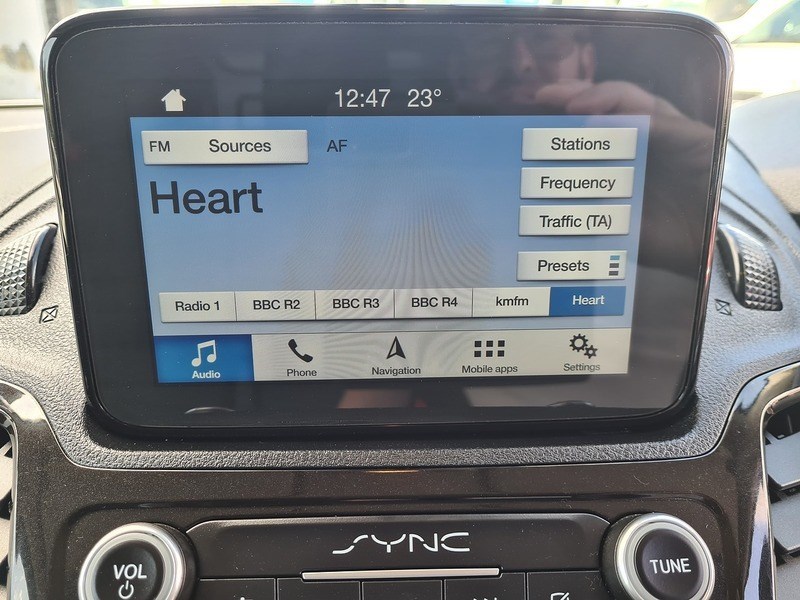 12:47 23°
FM Sources AF Stations
Heart
Frequency
Traffic (TA)
Presets
Radio 1 BBC R2 BBC R3 BBC R4 kmfm Heart
Audio Phone Navigation Mobile apps Settings
SYNC
VOL TUNE